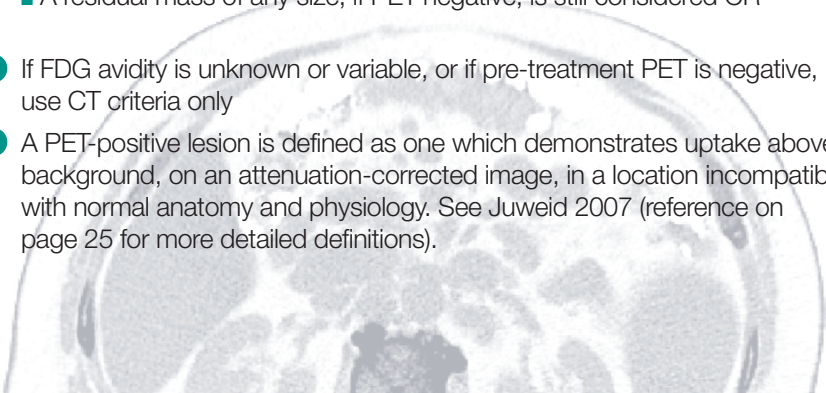 A residual mass of any size, if PET negative, is still considered CR
If FDG avidity is unknown or variable, or if pre-treatment PET is negative,
use CT criteria only
A PET-positive lesion is defined as one which demonstrates uptake above
background, on an attenuation-corrected image, in a location
with normal anatomy and physiology. See Juweid 2007 (reference on
page 25 for more detailed definitions).